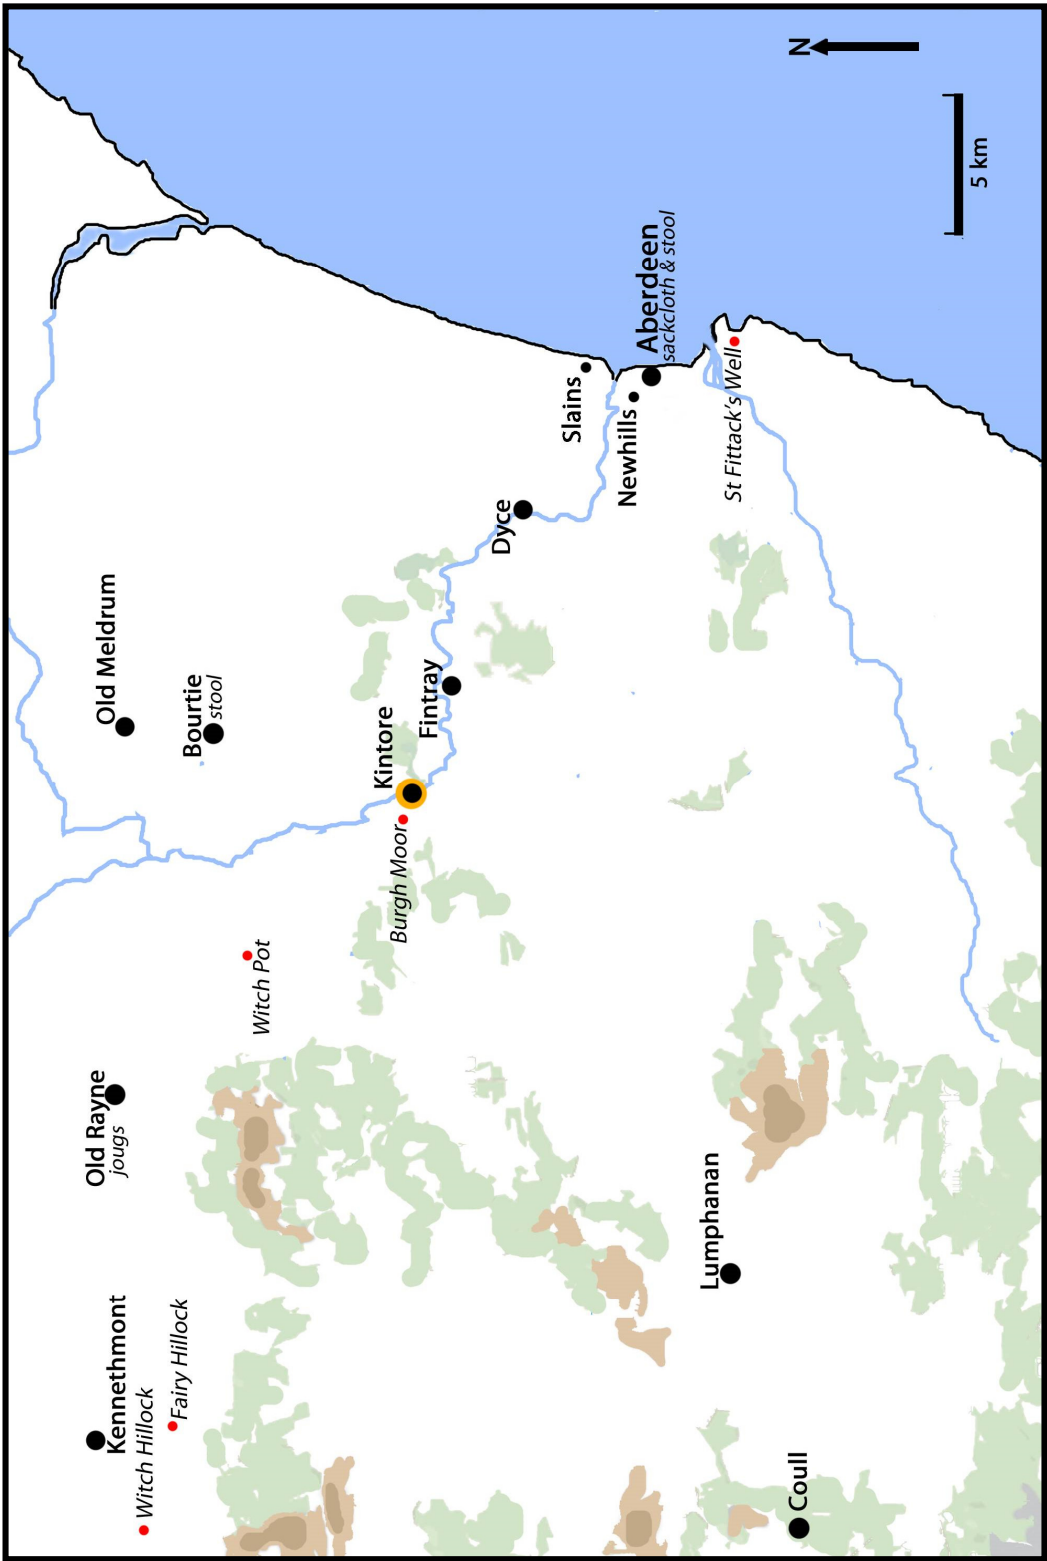 Kennethmont
Witch Hillock
Fairy Hillock
Old Rayne
jougs
Witch Pot
Old Meldrum
Bourtie
stool
Burgh Moor
Kintore
Fintray
Dyce
Slains
Newhills
Aberdeen
sackcloth & stool
St Fittack's Well
Lumphanan
Coull
N
5 km